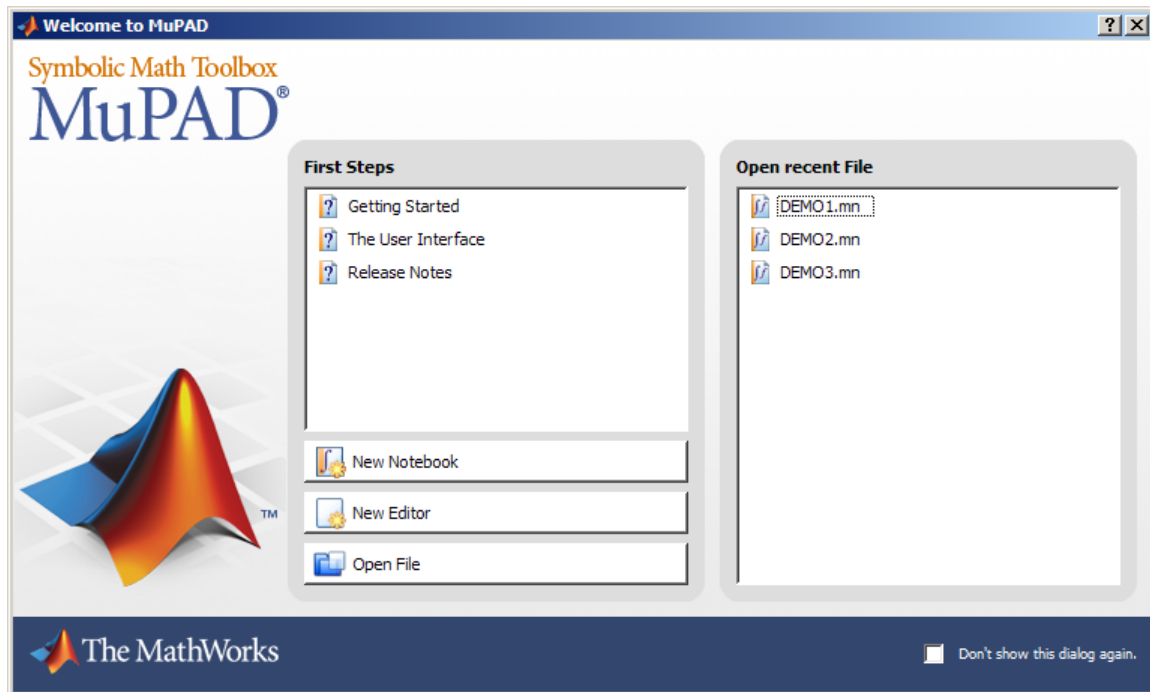 Welcome to MuPAD
Symbolic Math Toolbox
MuPAD®
First Steps
Getting Started
The User Interface
Release Notes
New Notebook
New Editor
Open File
Open recent File
DEMO1.mn
DEMO2.mn
DEMO3.mn
TM
The MathWorks
Don't show this dialog again.